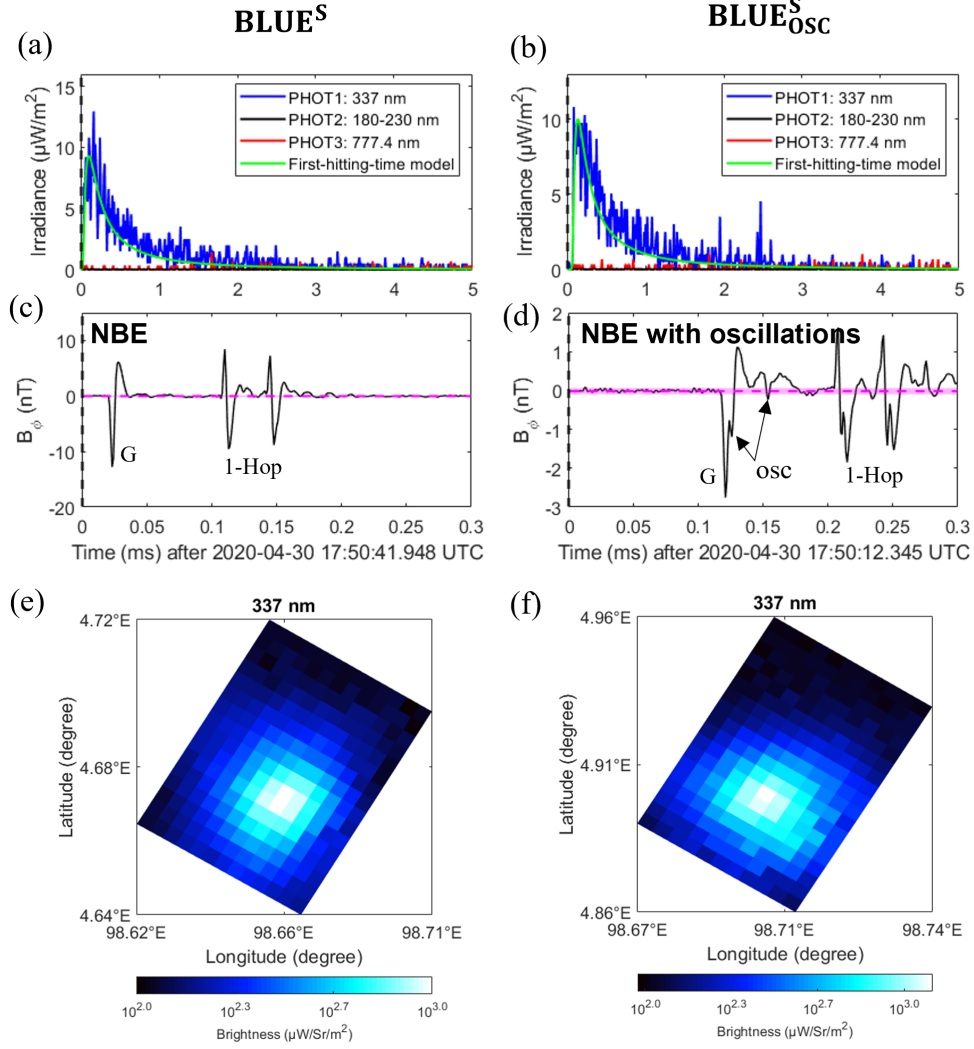 BLUE^S
BLUE^S_OSC
(a)
(b)
Irradiance (μW/m²)
15
10
5
0
PHOT1: 337 nm
PHOT2: 180-230 nm
PHOT3: 777.4 nm
First-hitting-time model
0 1 2 3 4 5
Irradiance (μW/m²)
10
5
0
PHOT1: 337 nm
PHOT2: 180-230 nm
PHOT3: 777.4 nm
First-hitting-time model
0 1 2 3 4 5
(c)
(d)
NBE
B_ϕ (nT)
10
0
-10
-20
G
1-Hop
0 0.05 0.1 0.15 0.2 0.25 0.3
Time (ms) after 2020-04-30 17:50:41.948 UTC
NBE with oscillations
B_ϕ (nT)
2
1
0
-1
-2
-3
G
osc
1-Hop
0 0.05 0.1 0.15 0.2 0.25 0.3
Time (ms) after 2020-04-30 17:50:12.345 UTC
(e)
(f)
337 nm
Latitude (degree)
4.72°E
4.68°E
4.64°E
98.62°E 98.66°E 98.71°E
Longitude (degree)
10^2.0 10^2.3 10^2.7 10^3.0
Brightness (μW/Sr/m²)
337 nm
Latitude (degree)
4.96°E
4.91°E
4.86°E
98.67°E 98.71°E 98.74°E
Longitude (degree)
10^2.0 10^2.3 10^2.7 10^3.0
Brightness (μW/Sr/m²)